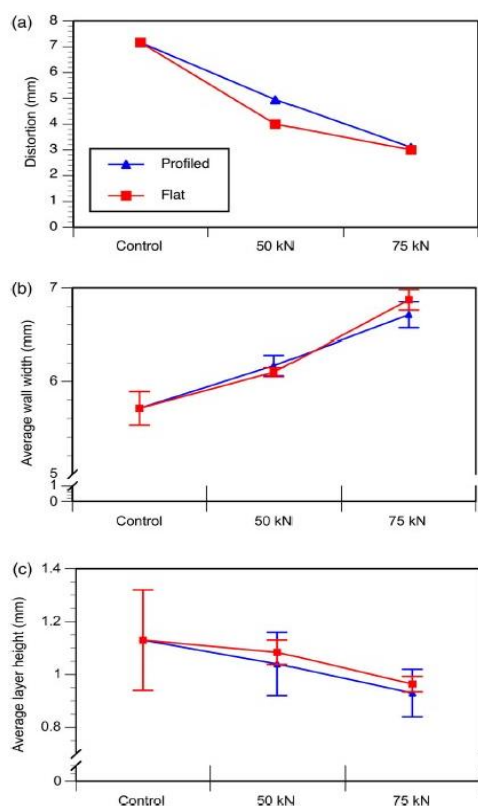 (a)
8
7
6
5
4
3
2
1
0
Distortion (mm)
Profiled
Flat
Control 50 kN 75 kN
(b)
7
6
5
1
0
Average wall width (mm)
Control 50 kN 75 kN
(c)
1.4
1.2
1
0.8
0
Average layer height (mm)
Control 50 kN 75 kN